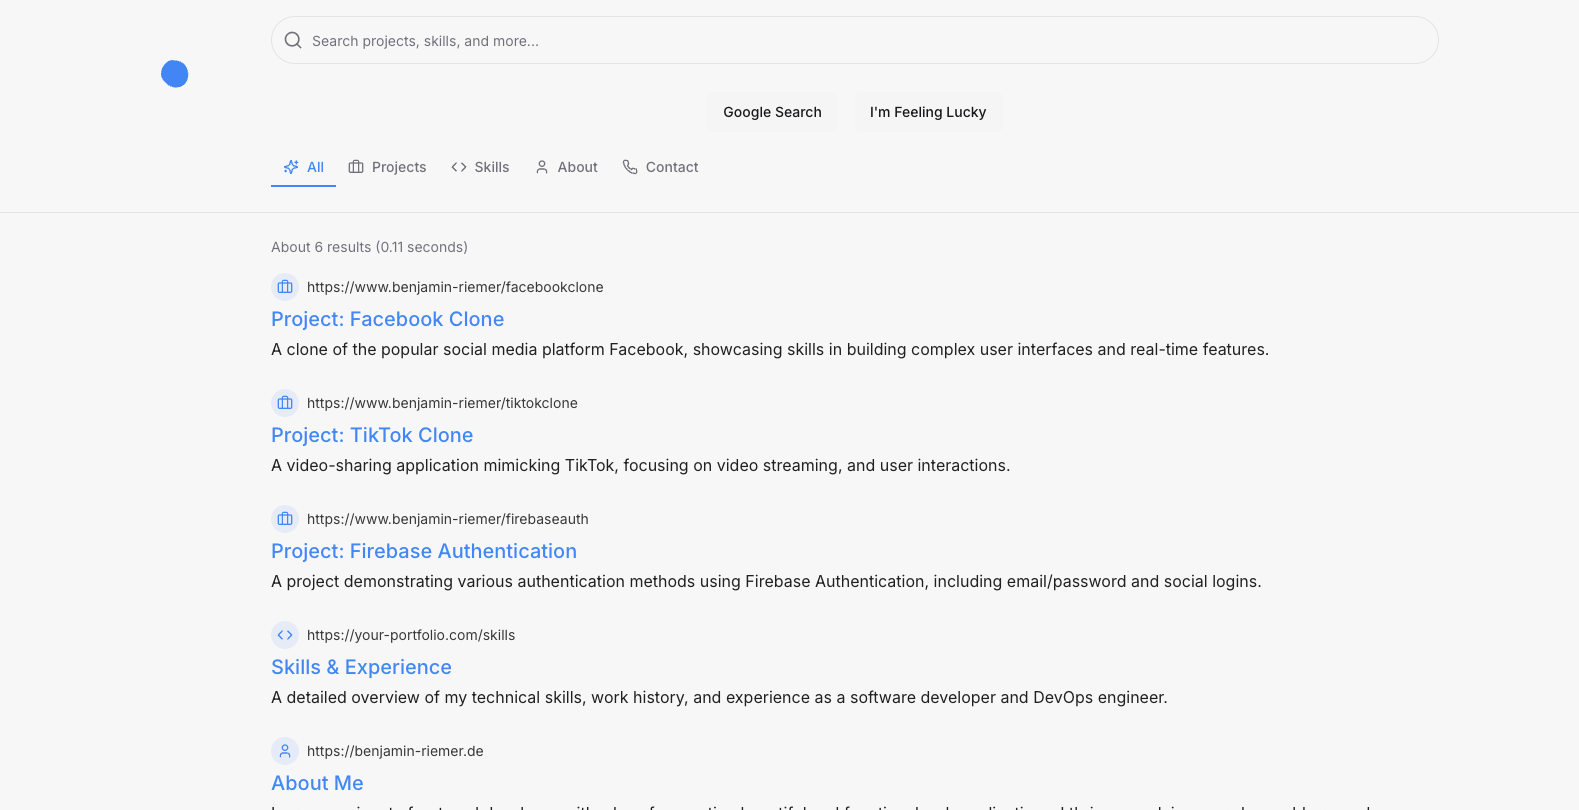 Search projects, skills, and more...
Google Search
I'm Feeling Lucky
All
Projects
Skills
About
Contact
About 6 results (0.11 seconds)
https://www.benjamin-riemer/facebookclone
Project: Facebook Clone
A clone of the popular social media platform Facebook, showcasing skills in building complex user interfaces and real-time features.
https://www.benjamin-riemer/tiktokclone
Project: TikTok Clone
A video-sharing application mimicking TikTok, focusing on video streaming, and user interactions.
https://www.benjamin-riemer/firebaseauth
Project: Firebase Authentication
A project demonstrating various authentication methods using Firebase Authentication, including email/password and social logins.
https://your-portfolio.com/skills
Skills & Experience
A detailed overview of my technical skills, work history, and experience as a software developer and DevOps engineer.
https://benjamin-riemer.de
About Me